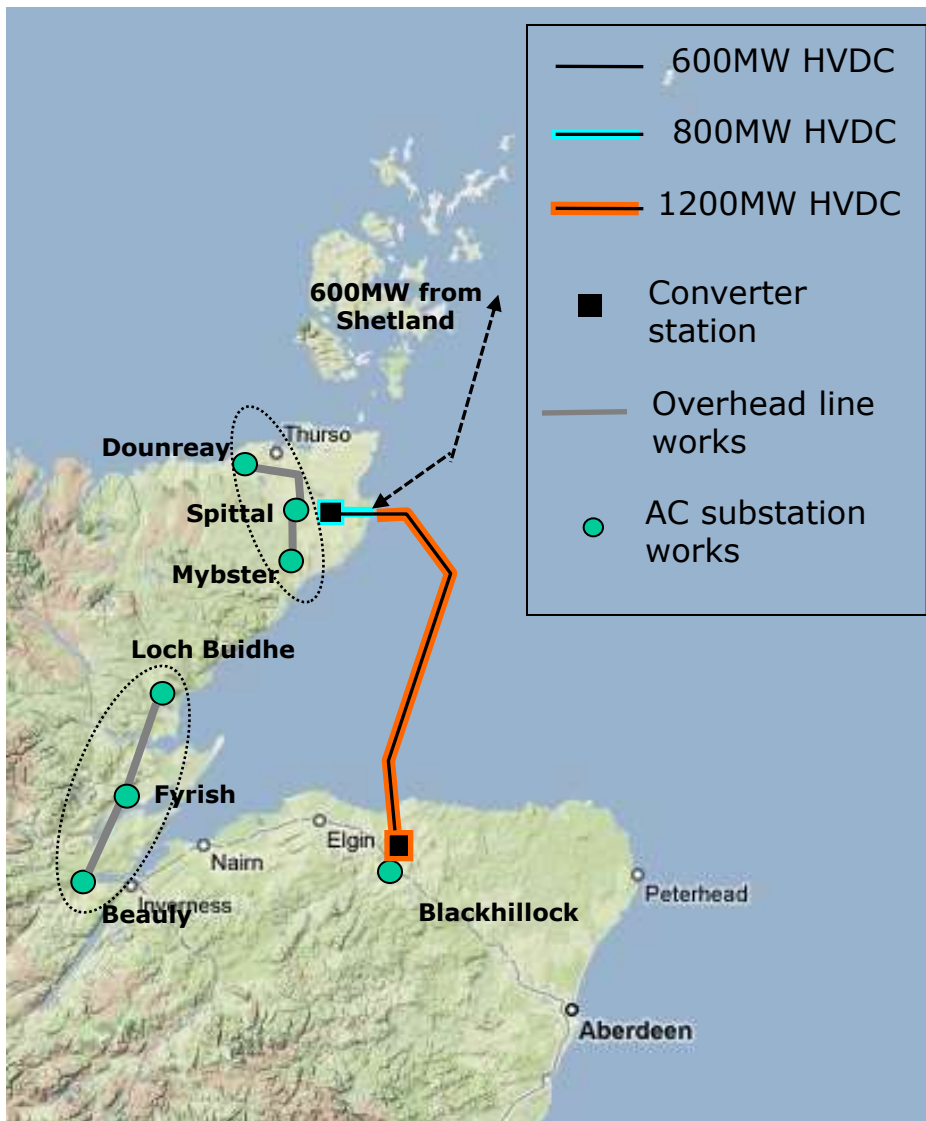 600MW HVDC
800MW HVDC
1200MW HVDC
Converter
station
Overhead line
works
AC substation
works
600MW from
Shetland
Thurso
Dounreay
Spittal
Mybster
Loch Buidhe
Fyrish
Elgin
Nairn
Inverness
Beauly
Blackhillock
Peterhead
Aberdeen